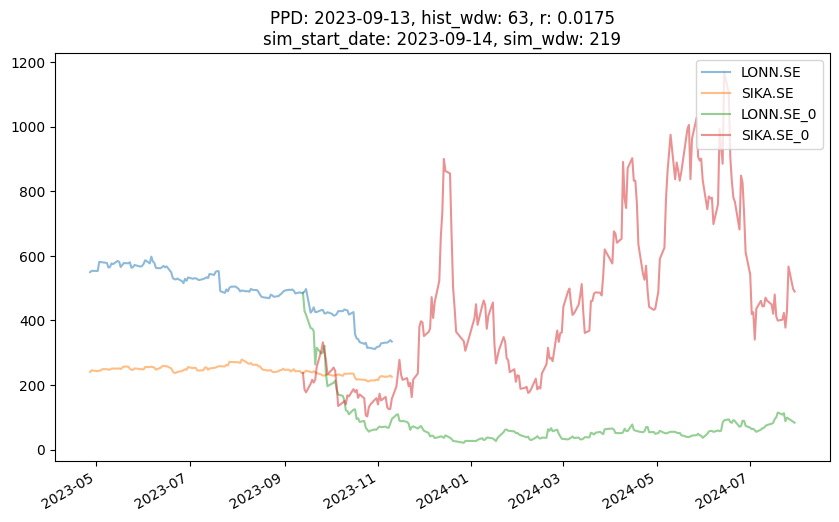 PPD: 2023-09-13, hist_wdw: 63, r: 0.0175
sim_start_date: 2023-09-14, sim_wdw: 219
1200
1000
800
600
400
200
0
LONN.SE
SIKA.SE
LONN.SE_0
SIKA.SE_0
2023-05
2023-07
2023-09
2023-11
2024-01
2024-03
2024-05
2024-07